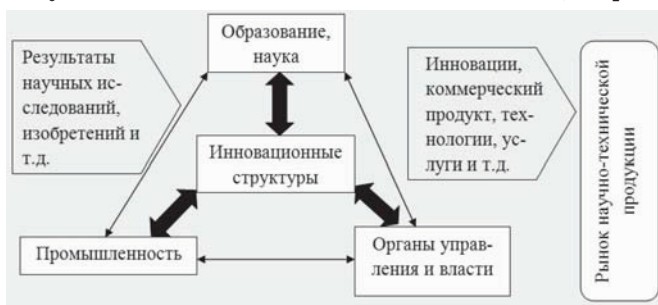 Образование,
наука
Результаты
научных ис-
следований,
изобретений и
т.д.
Инновации,
коммерческий
продукт, тех-
нологии, ус-
луги и т.д.
Рынок научно-технической
продукции
Инновационные
структуры
Промышленность
Органы управ-
ления и власти